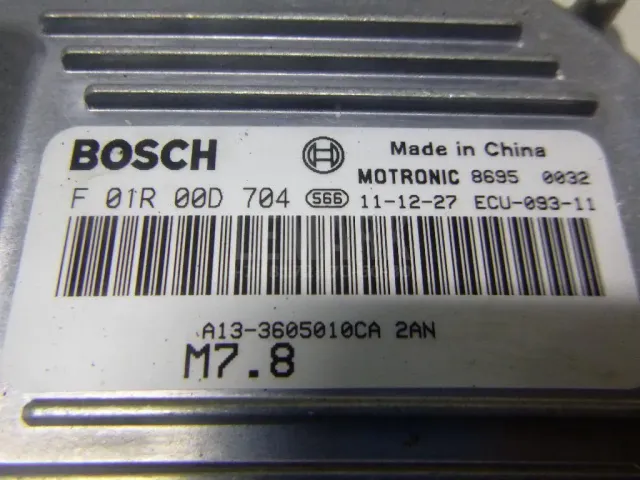 BOSCH
Made in China
MOTRONIC 8695 0032
F 01R 00D 704 S66 11-12-27 ECU-093-11
A13-3605010CA 2AN
M7.8